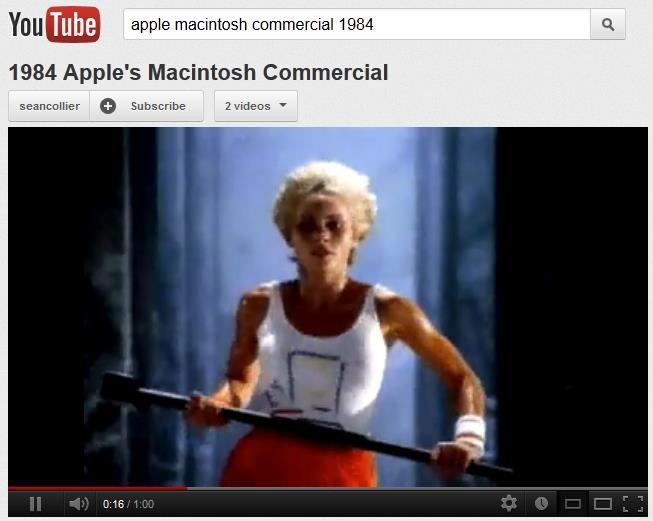 YouTube
apple macintosh commercial 1984
1984 Apple's Macintosh Commercial
seancollier Subscribe 2 videos
0:16 / 1:00